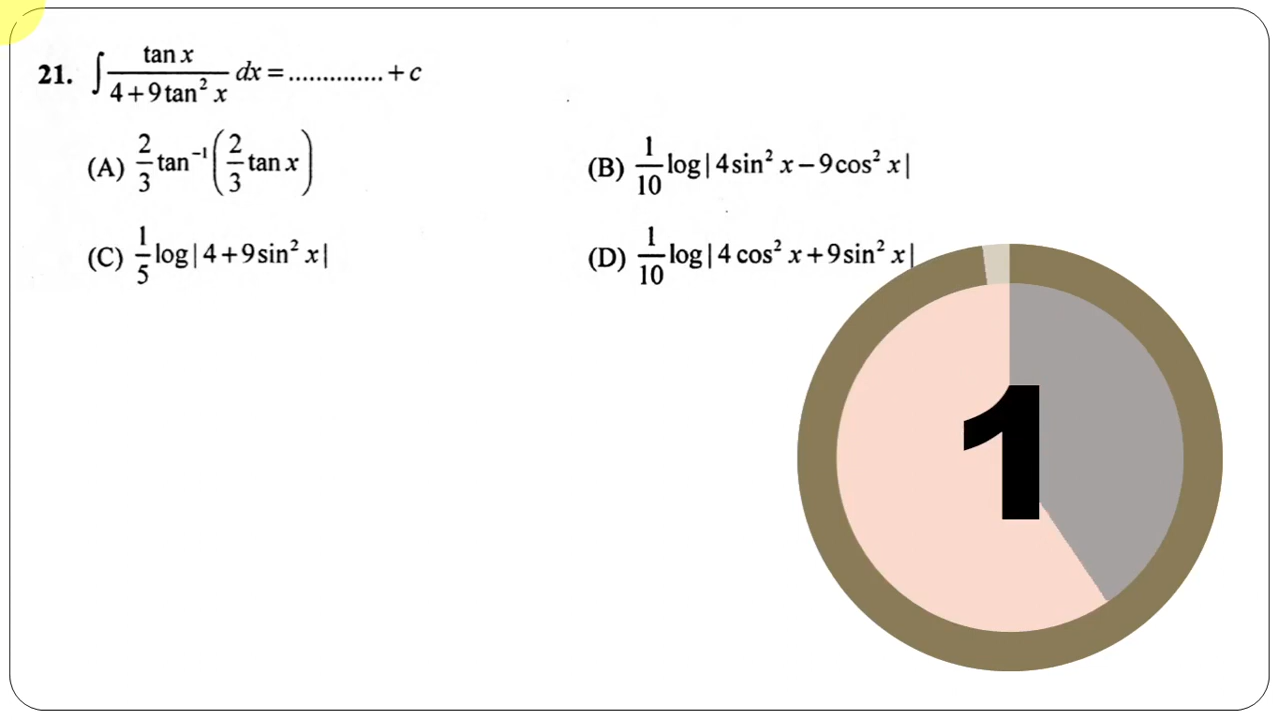 21. ∫ tan x / (4 + 9 tan² x) dx = .............. + c
(A) 2/3 tan⁻¹(2/3 tan x) (B) 1/10 log | 4 sin² x − 9 cos² x |
(C) 1/5 log | 4 + 9 sin² x | (D) 1/10 log | 4 cos² x + 9 sin² x |
1